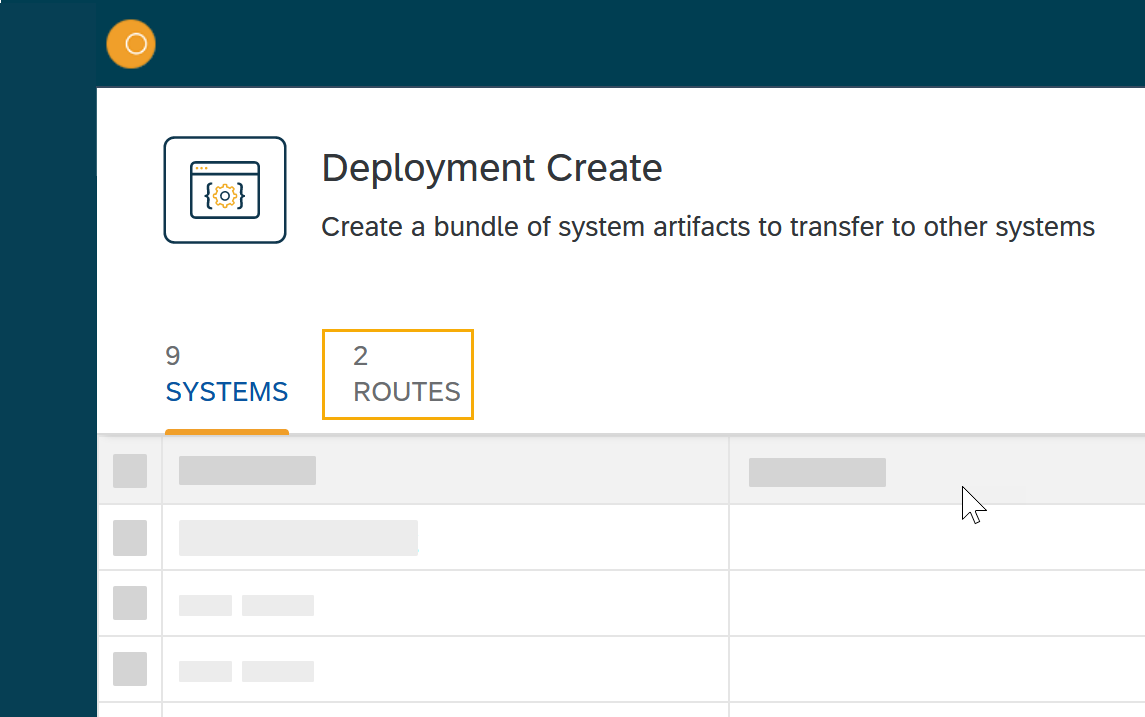 Deployment Create
Create a bundle of system artifacts to transfer to other systems
9
SYSTEMS
2
ROUTES